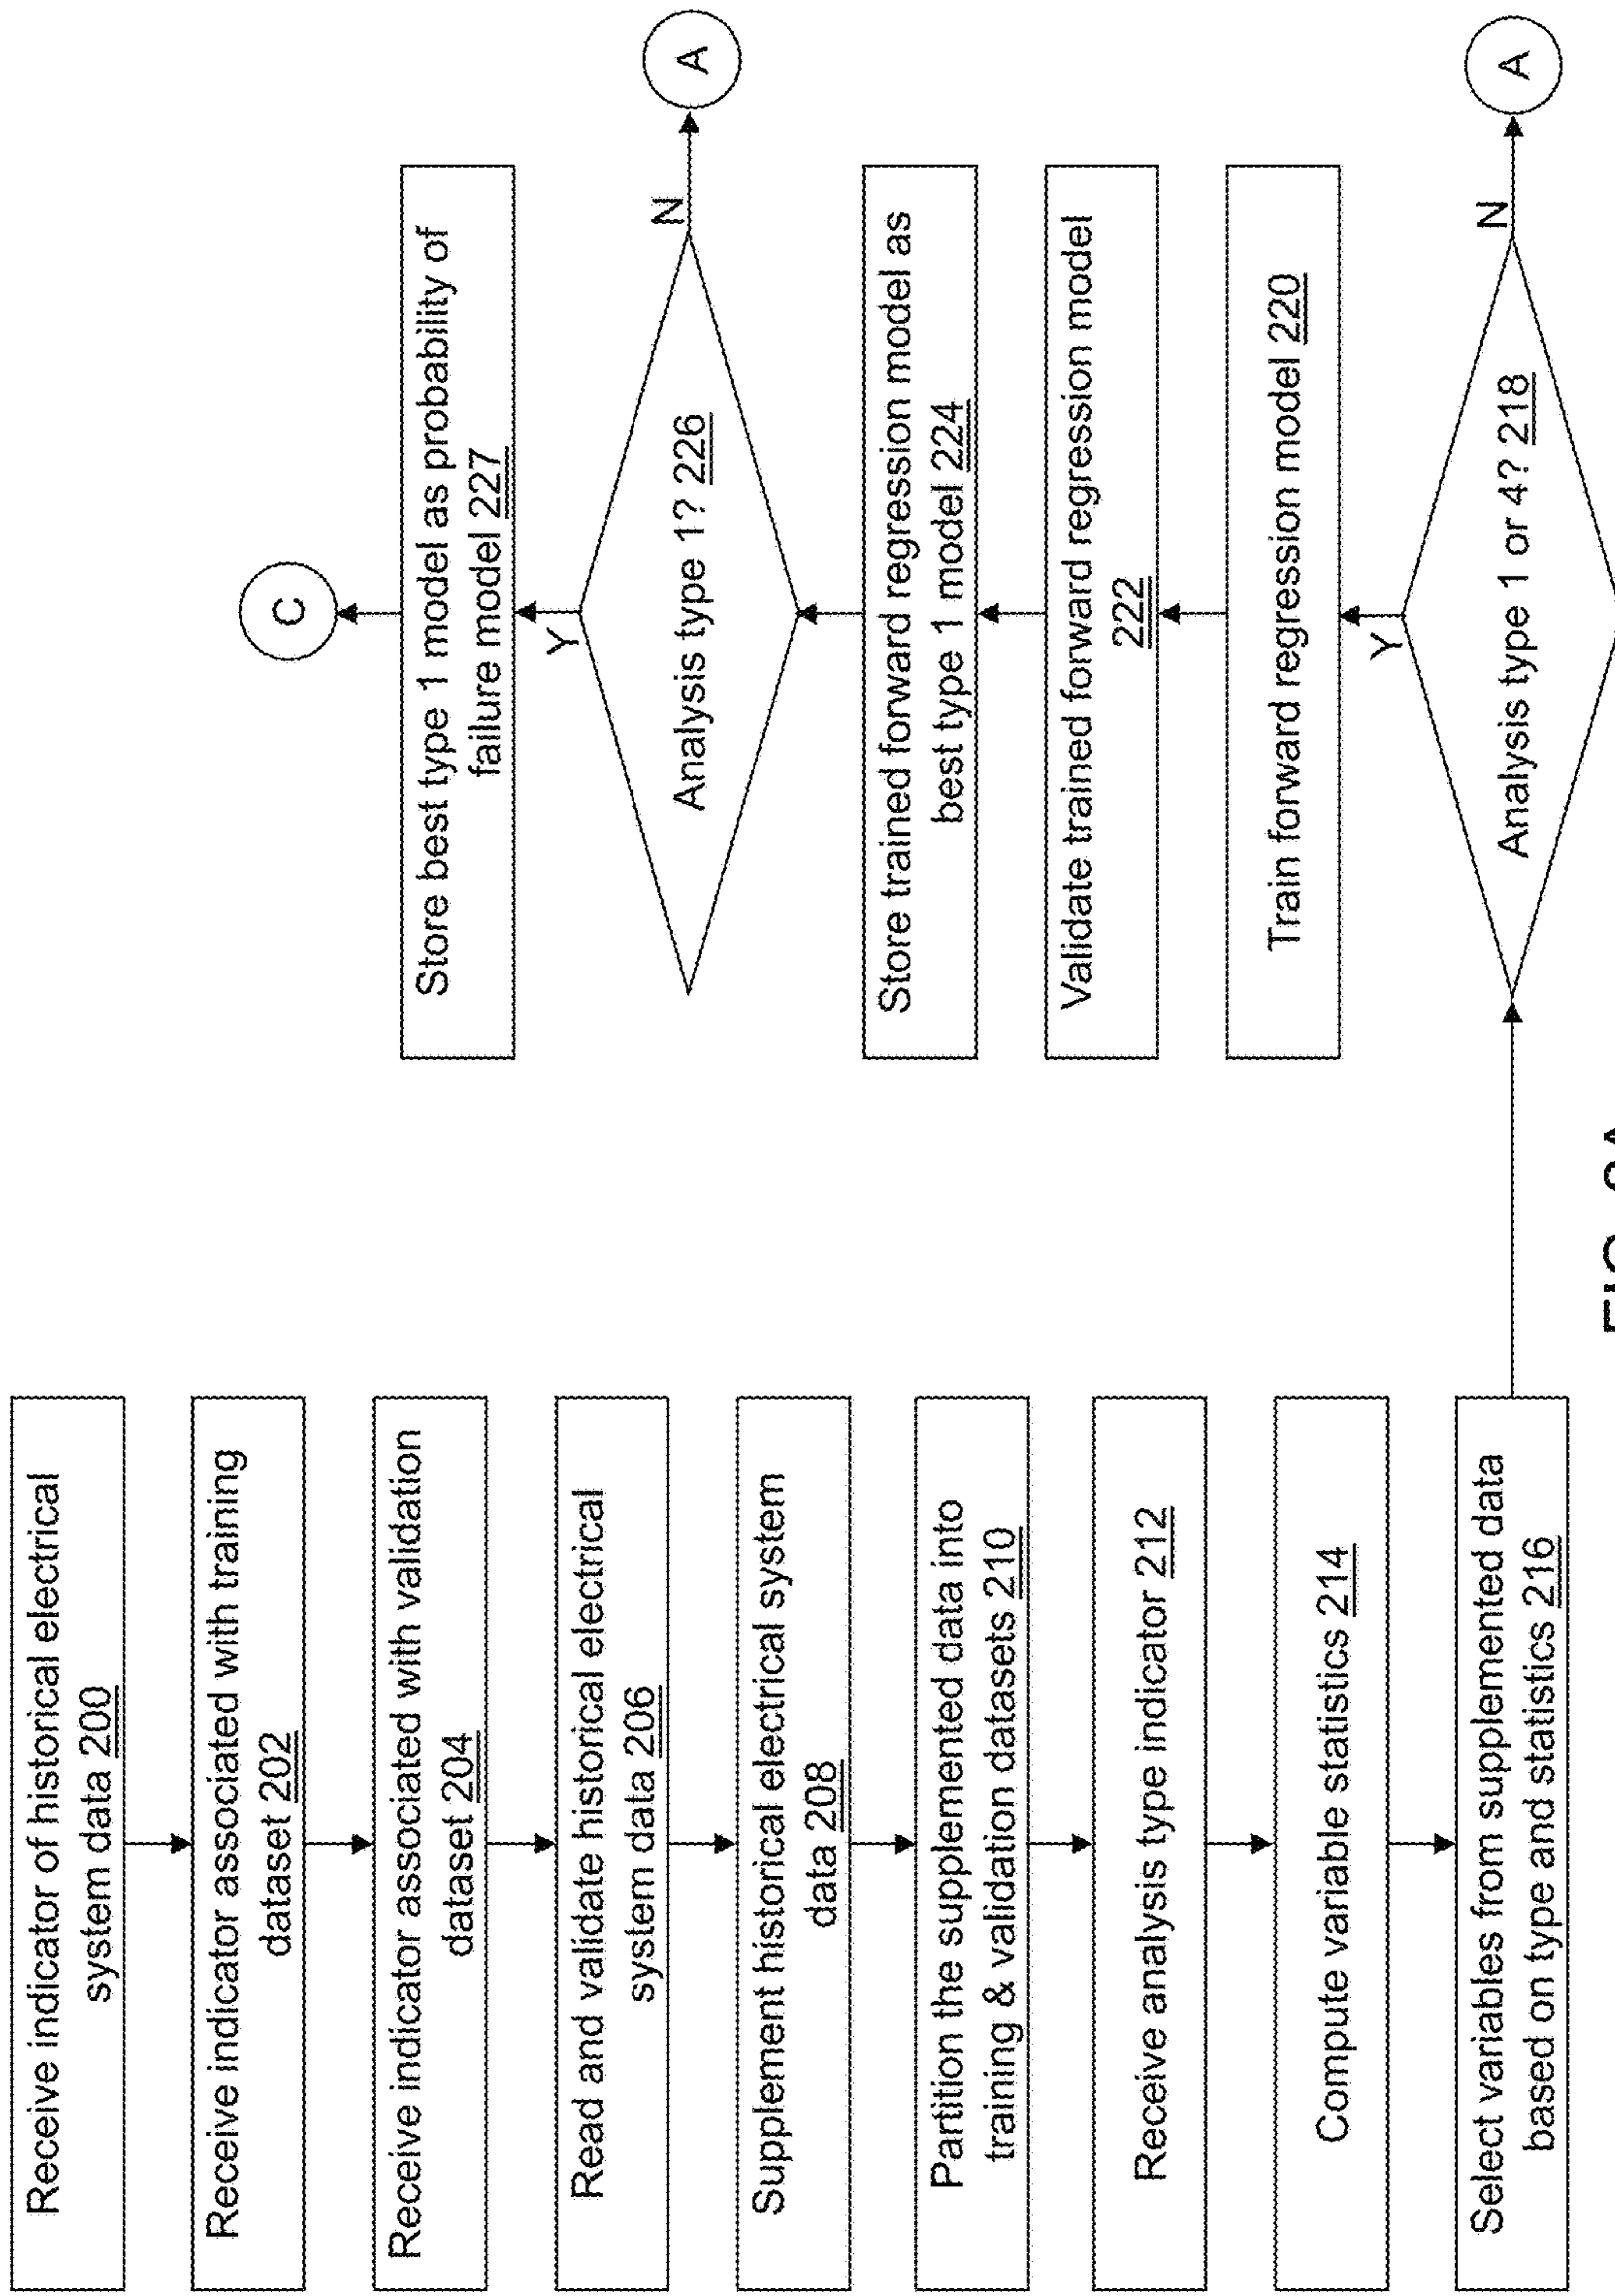 Receive indicator of historical electrical
system data 200
Receive indicator associated with training
dataset 202
Receive indicator associated with validation
dataset 204
Read and validate historical electrical
system data 206
Supplement historical electrical system
data 208
Partition the supplemented data into
training & validation datasets 210
Receive analysis type indicator 212
Compute variable statistics 214
Select variables from supplemented data
based on type and statistics 216
C
Store best type 1 model as probability of
failure model 227
Y
Analysis type 1? 226
N
A
Store trained forward regression model as
best type 1 model 224
Validate trained forward regression model
222
Train forward regression model 220
Y
Analysis type 1 or 4? 218
N
A